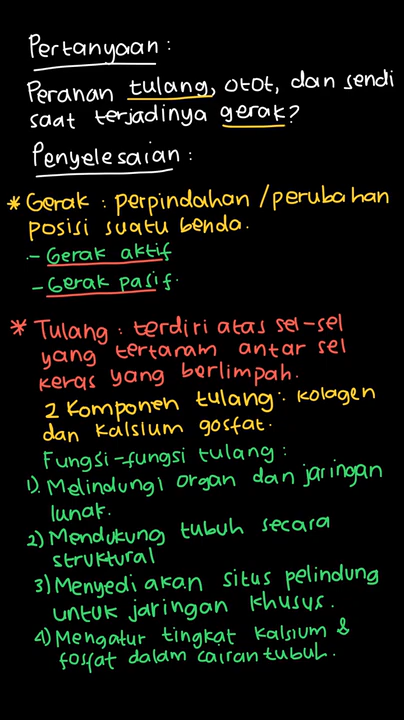 Pertanyaan :
Peranan tulang, otot, dan sendi
saat terjadinya gerak?
Penyelesaian :
* Gerak : perpindahan / perubahan
posisi suatu benda.
- Gerak aktif
- Gerak pasif.
* Tulang : terdiri atas sel-sel
yang tertaram antar sel
keras yang berlimpah.
2 Komponen tulang : kolagen
dan kalsium gosfat.
Fungsi-fungsi tulang :
1). Melindungi organ dan jaringan
lunak.
2) Mendukung tubuh secara
struktural
3) Menyediakan situs pelindung
untuk jaringan khusus.
4) Mengatur tingkat kalsium &
fosfat dalam cairan tubuh.